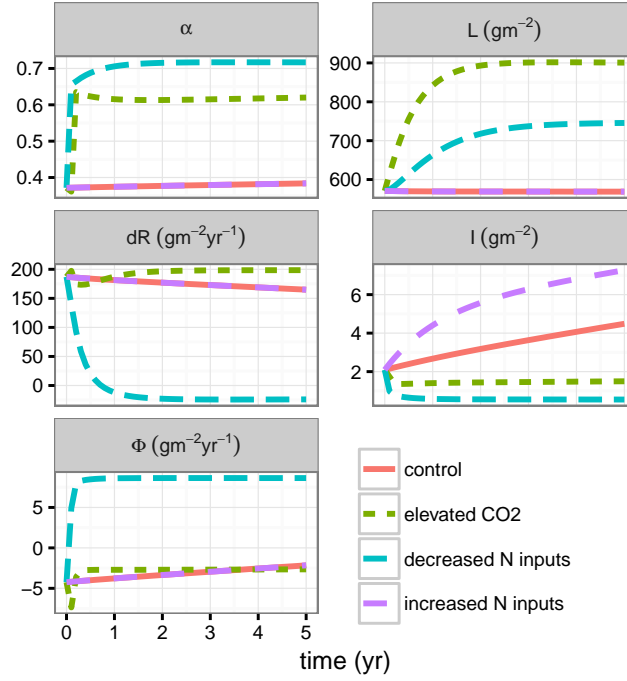 α
L (gm⁻²)
0.7
0.6
0.5
0.4
900
800
700
600
dR (gm⁻²yr⁻¹)
I (gm⁻²)
200
150
100
50
0
6
4
2
Φ (gm⁻²yr⁻¹)
5
0
−5
0 1 2 3 4 5
time (yr)
control
elevated CO2
decreased N inputs
increased N inputs